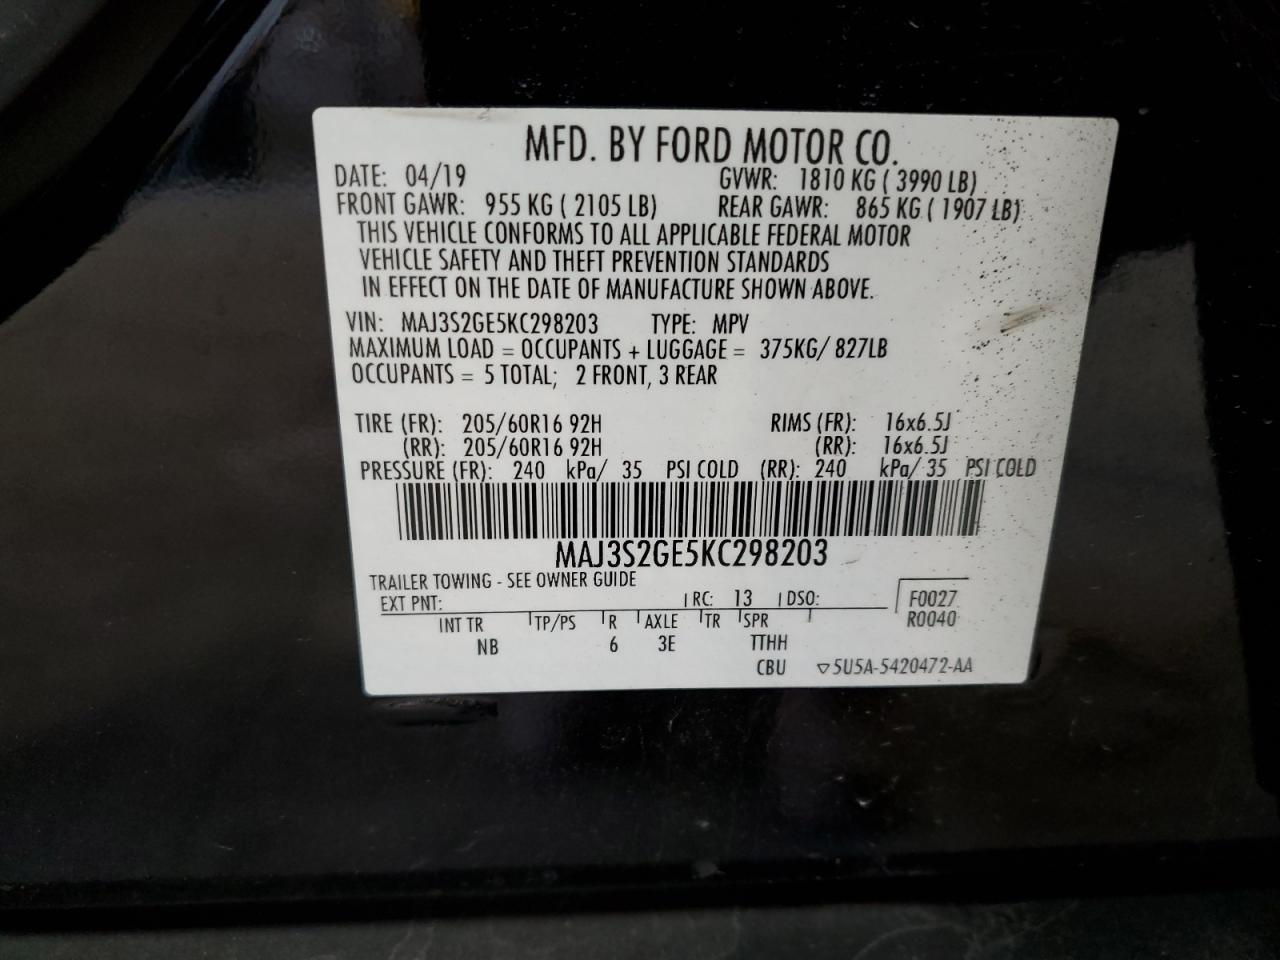 MFD. BY FORD MOTOR CO.
DATE: 04/19 GVWR: 1810 KG ( 3990 LB)
FRONT GAWR: 955 KG ( 2105 LB) REAR GAWR: 865 KG ( 1907 LB)
THIS VEHICLE CONFORMS TO ALL APPLICABLE FEDERAL MOTOR
VEHICLE SAFETY AND THEFT PREVENTION STANDARDS
IN EFFECT ON THE DATE OF MANUFACTURE SHOWN ABOVE.
VIN: MAJ3S2GE5KC298203 TYPE: MPV
MAXIMUM LOAD = OCCUPANTS + LUGGAGE = 375KG/ 827LB
OCCUPANTS = 5 TOTAL; 2 FRONT, 3 REAR
TIRE (FR): 205/60R16 92H RIMS (FR): 16x6.5J
(RR): 205/60R16 92H (RR): 16x6.5J
PRESSURE (FR): 240 kPa/ 35 PSI COLD (RR): 240 kPa/ 35 PSI COLD
MAJ3S2GE5KC298203
TRAILER TOWING - SEE OWNER GUIDE
EXT PNT: RC: 13 DSO: F0027
R0040
INT TR TP/PS R AXLE TR SPR
NB 6 3E TTHH
CBU ▽5U5A-5420472-AA